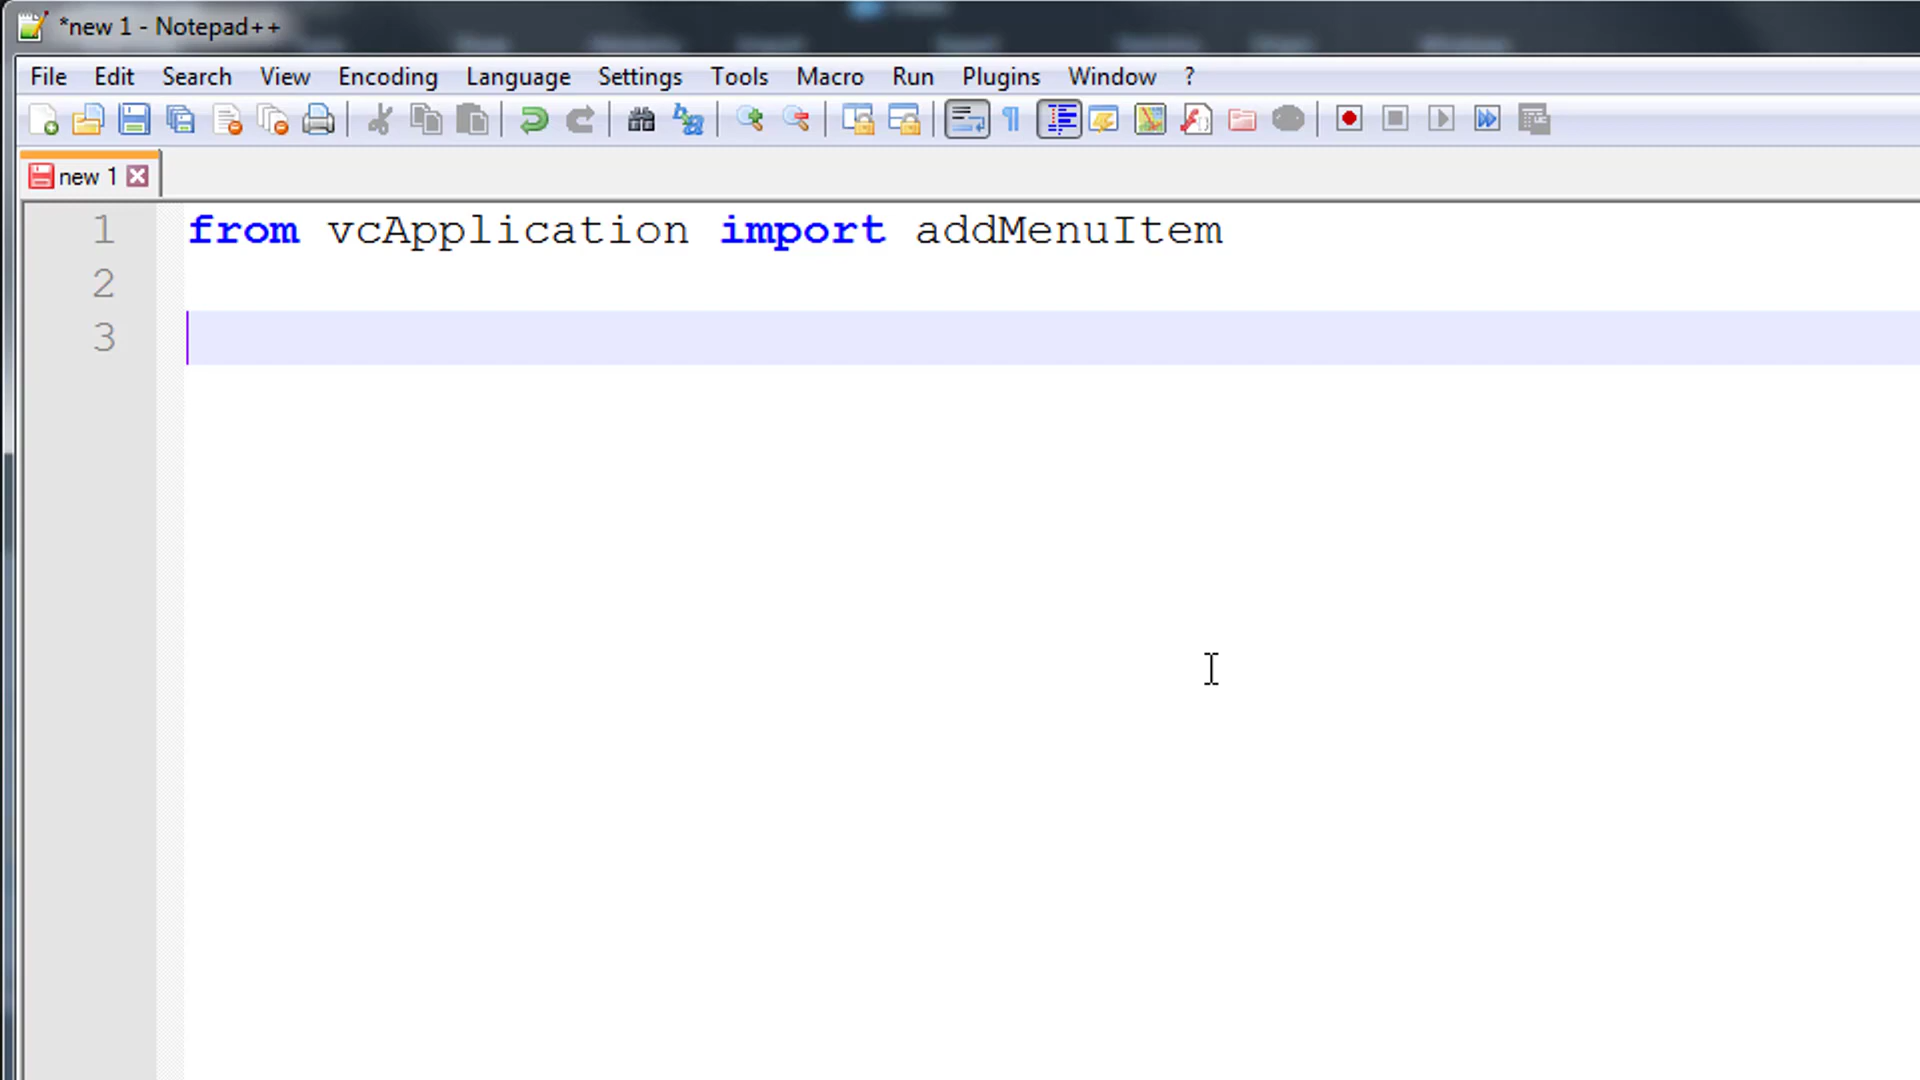 *new 1 - Notepad++
File Edit Search View Encoding Language Settings Tools Macro Run Plugins Window ?
new 1
1 from vcApplication import addMenuItem
2
3